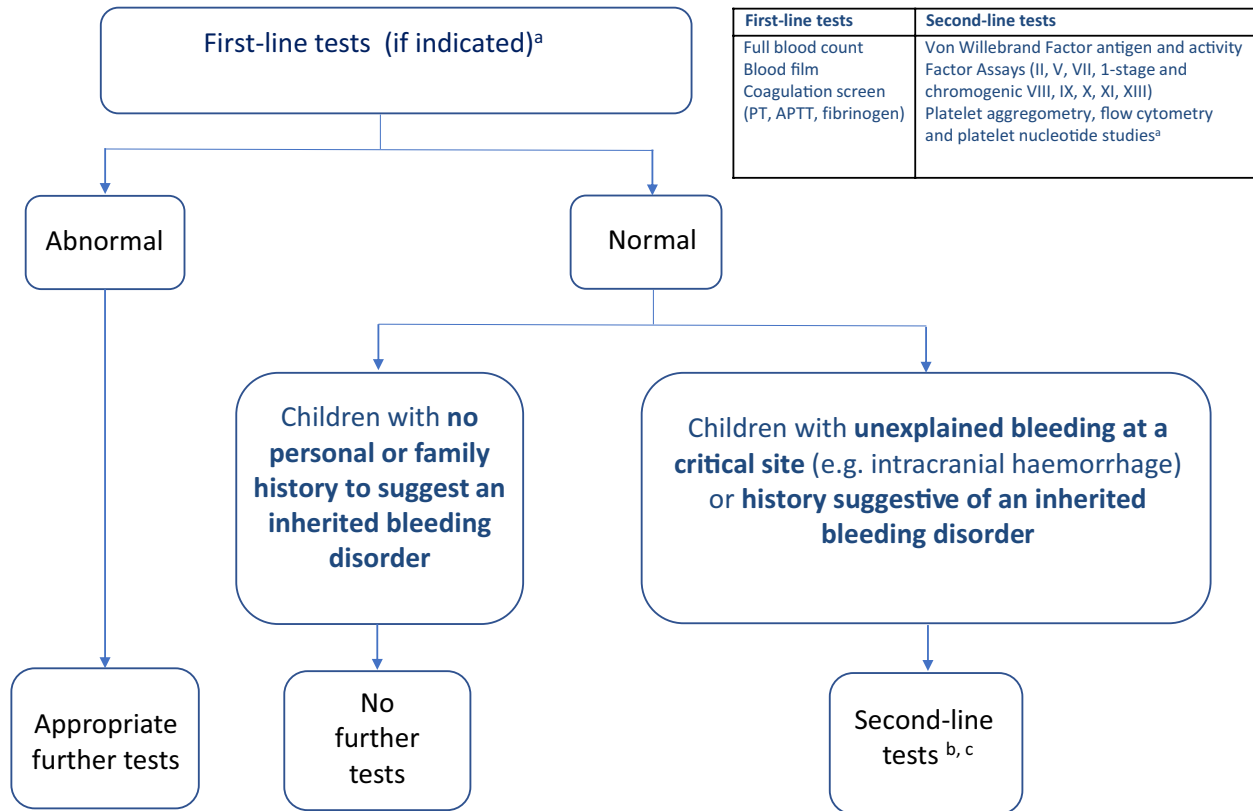 First-line tests (if indicated)ᵃ
First-line tests
Second-line tests
Full blood count
Blood film
Coagulation screen
(PT, APTT, fibrinogen)
Von Willebrand Factor antigen and activity
Factor Assays (II, V, VII, 1-stage and
chromogenic VIII, IX, X, XI, XIII)
Platelet aggregometry, flow cytometry
and platelet nucleotide studiesᵃ
Abnormal
Normal
Children with no
personal or family
history to suggest an
inherited bleeding
disorder
Children with unexplained bleeding at a
critical site (e.g. intracranial haemorrhage)
or history suggestive of an inherited
bleeding disorder
Appropriate
further tests
No
further
tests
Second-line
tests ᵇ, ᶜ